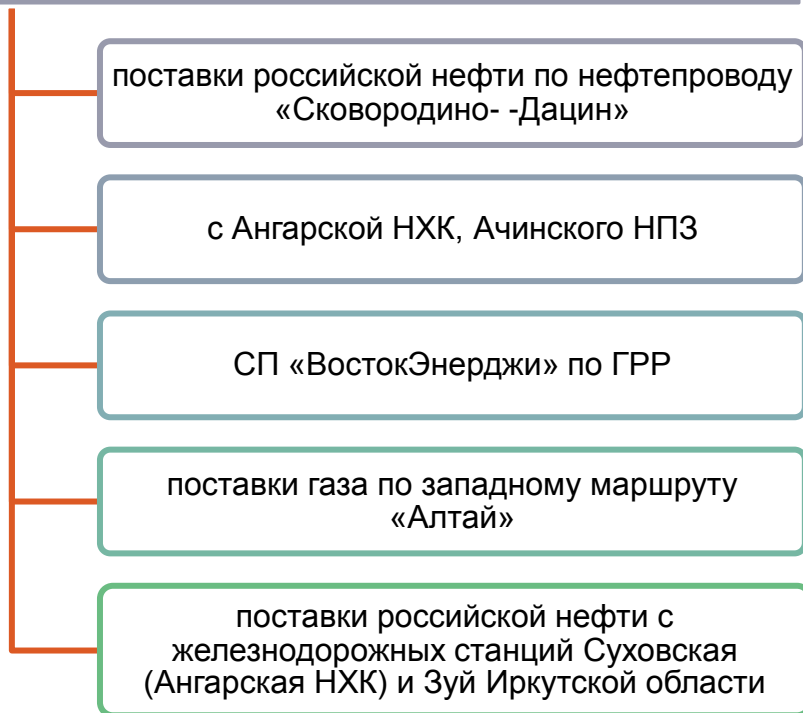 поставки российской нефти по нефтепроводу
«Сковородино- -Дацин»
с Ангарской НХК, Ачинского НПЗ
СП «ВостокЭнерджи» по ГРР
поставки газа по западному маршруту
«Алтай»
поставки российской нефти с
железнодорожных станций Суховская
(Ангарская НХК) и Зуй Иркутской области